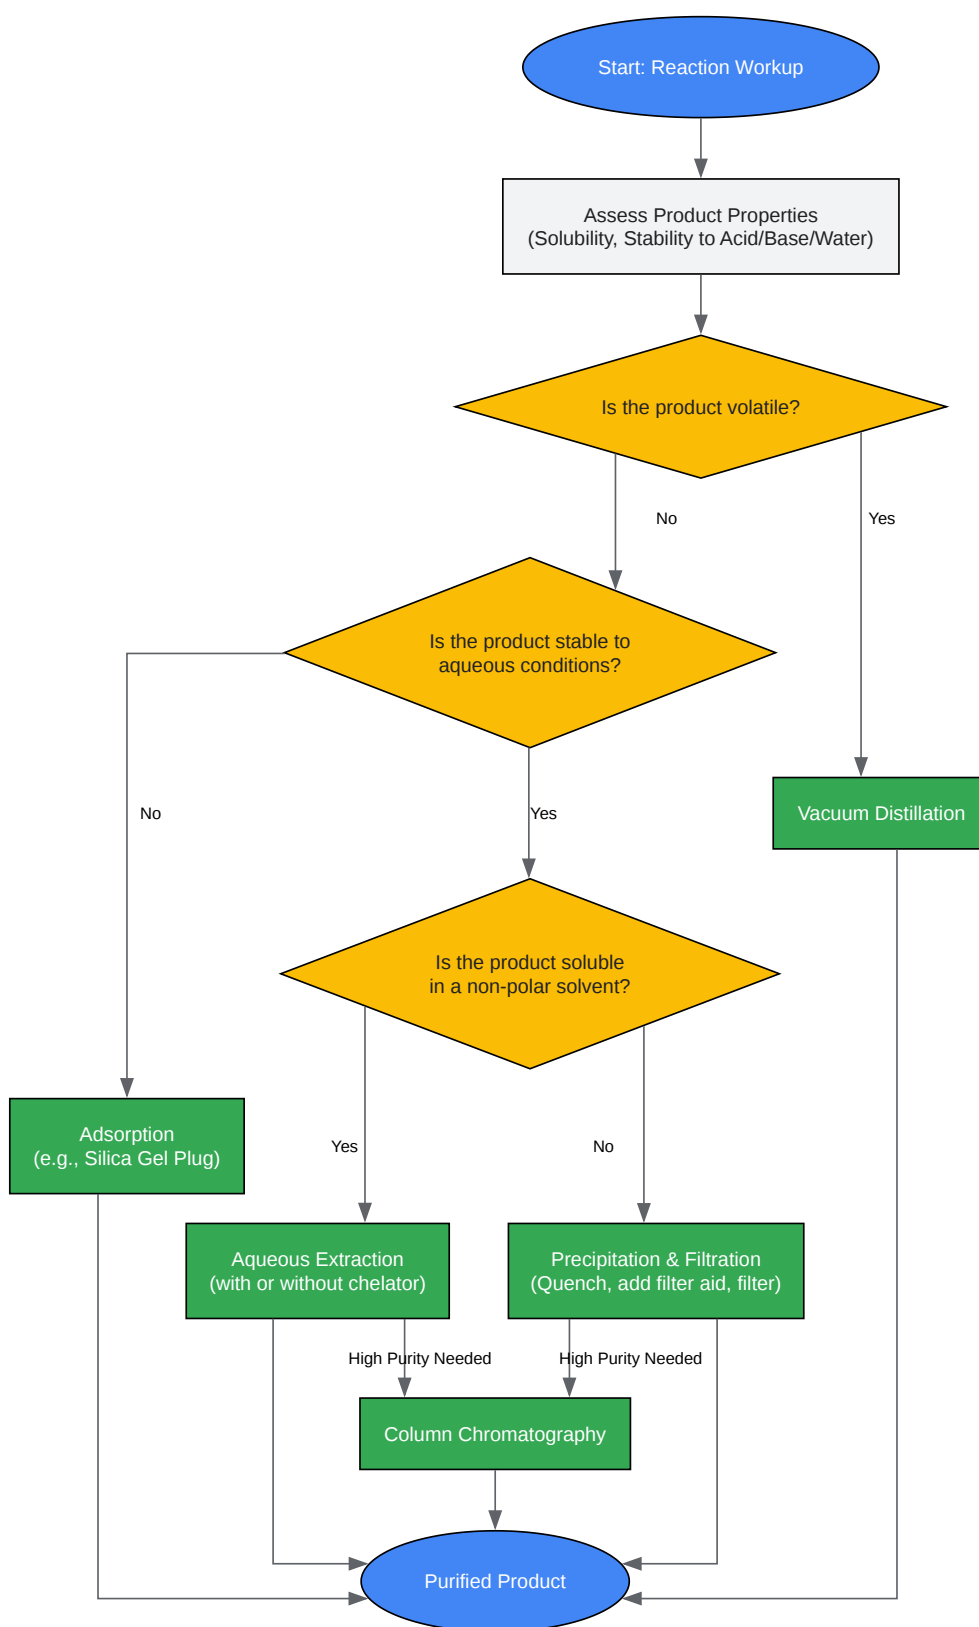 Start: Reaction Workup
Assess Product Properties
(Solubility, Stability to Acid/Base/Water)
Is the product volatile?
No
Yes
Is the product stable to
aqueous conditions?
No
Yes
Vacuum Distillation
Is the product soluble
in a non-polar solvent?
Adsorption
(e.g., Silica Gel Plug)
Yes
No
Aqueous Extraction
(with or without chelator)
Precipitation & Filtration
(Quench, add filter aid, filter)
High Purity Needed
High Purity Needed
Column Chromatography
Purified Product